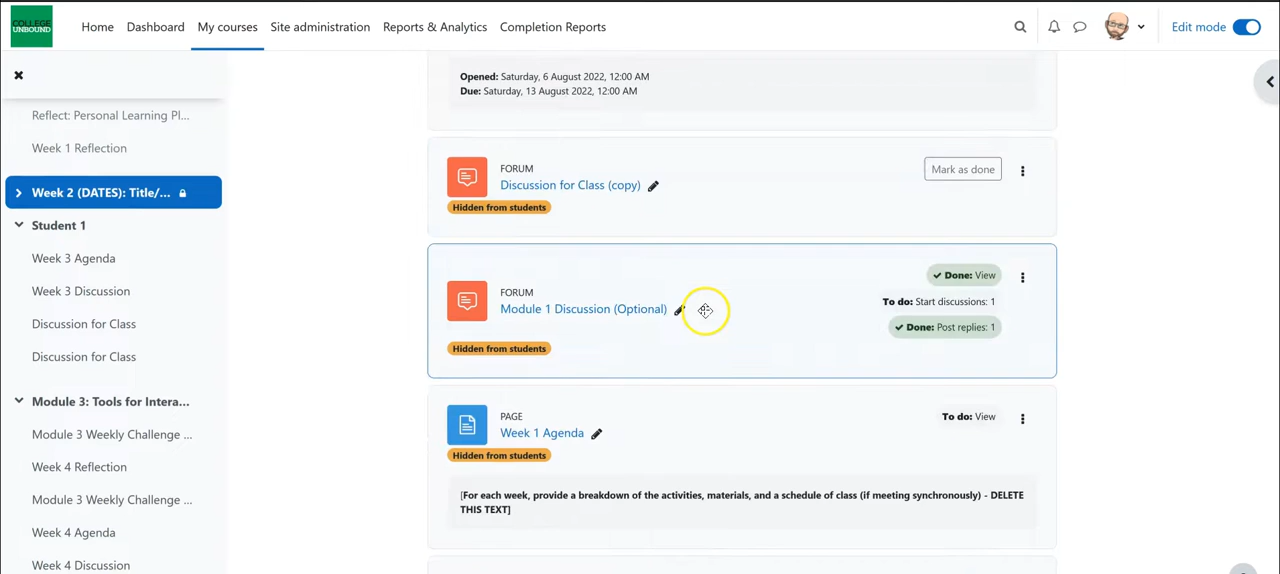 COLLEGE
UNBOUND
Home
Dashboard
My courses
Site administration
Reports & Analytics
Completion Reports
Edit mode
Reflect: Personal Learning Pl...
Week 1 Reflection
Week 2 (DATES): Title/...
Student 1
Week 3 Agenda
Week 3 Discussion
Discussion for Class
Discussion for Class
Module 3: Tools for Intera...
Module 3 Weekly Challenge ...
Week 4 Reflection
Module 3 Weekly Challenge ...
Week 4 Agenda
Week 4 Discussion
Opened: Saturday, 6 August 2022, 12:00 AM
Due: Saturday, 13 August 2022, 12:00 AM
FORUM
Discussion for Class (copy)
Mark as done
Hidden from students
FORUM
Module 1 Discussion (Optional)
Done: View
To do: Start discussions: 1
Done: Post replies: 1
Hidden from students
PAGE
Week 1 Agenda
To do: View
Hidden from students
[For each week, provide a breakdown of the activities, materials, and a schedule of class (if meeting synchronously) - DELETE
THIS TEXT]